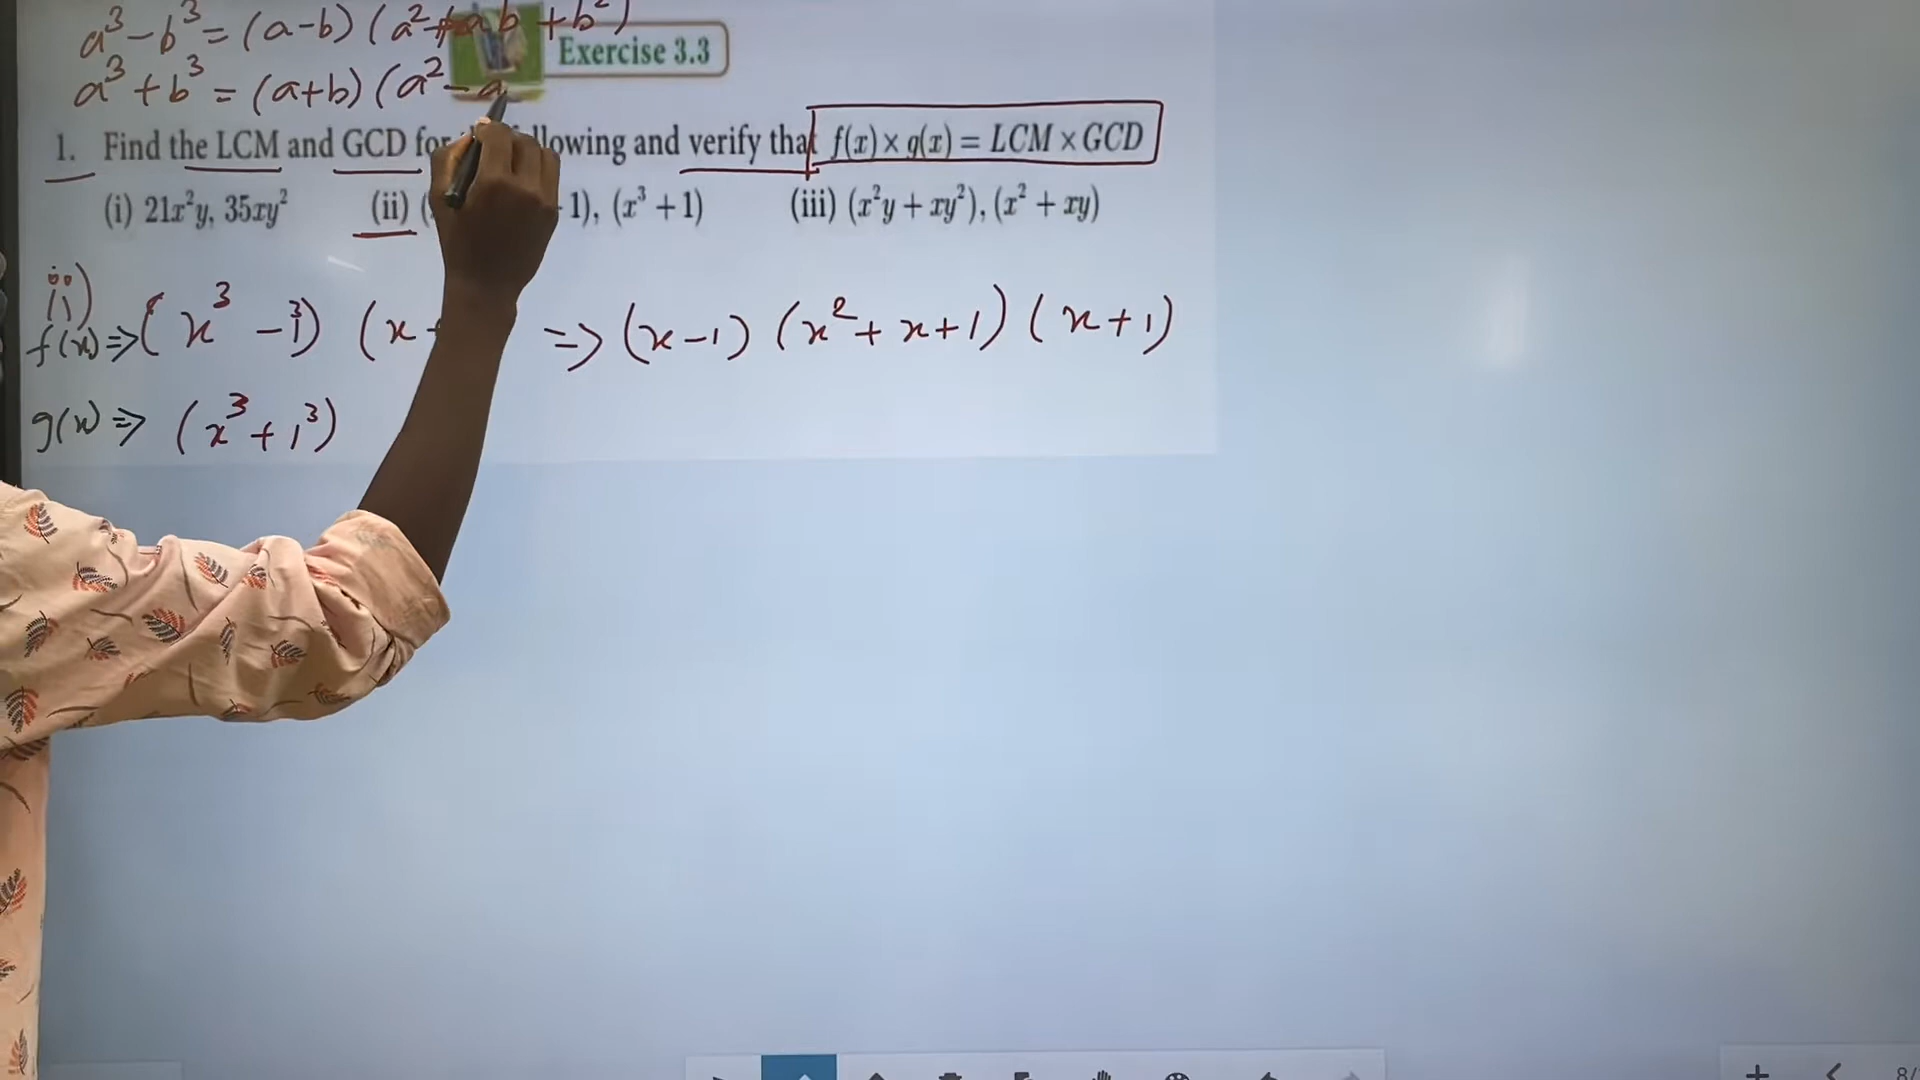 a³ - b³ = (a-b) (a² + ab + b²)
Exercise 3.3
a³ + b³ = (a+b) (a² - a
1. Find the LCM and GCD for following and verify that f(x) × g(x) = LCM × GCD
(i) 21x²y, 35xy² (ii) ( 1), (x³ + 1) (iii) (x²y + xy²), (x² + xy)
ii)
f(x) => (x³ - 1³) (x => (x-1) (x² + x + 1) (x+1)
g(x) => (x³ + 1³)
8/